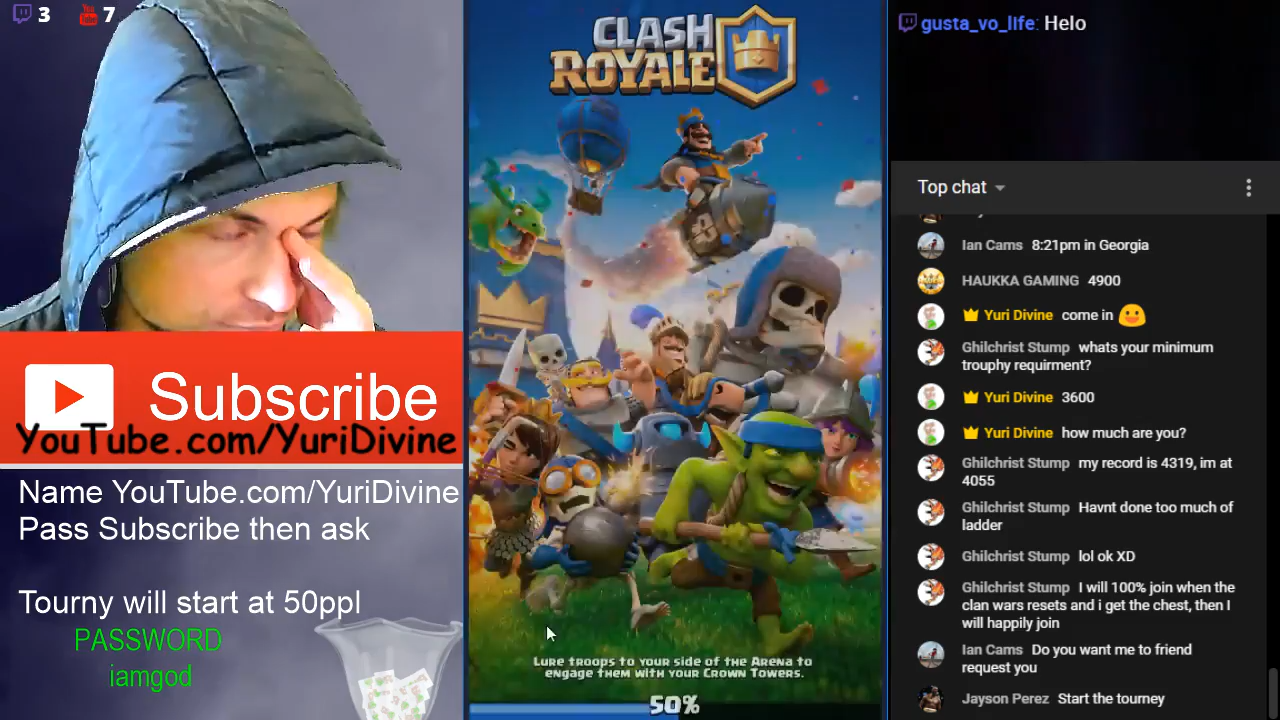 3
You
Tube
7
Subscribe
YouTube.com/YuriDivine
Name YouTube.com/YuriDivine
Pass Subscribe then ask
Tourny will start at 50ppl
PASSWORD
iamgod
CLASH
ROYALE
Lure troops to your side of the Arena to
engage them with your Crown Towers.
50%
gusta_vo_life: Helo
Top chat
Ian Cams 8:21pm in Georgia
HAUKKA GAMING 4900
Yuri Divine come in
Ghilchrist Stump whats your minimum
trouphy requirment?
Yuri Divine 3600
Yuri Divine how much are you?
Ghilchrist Stump my record is 4319, im at
4055
Ghilchrist Stump Havnt done too much of
ladder
Ghilchrist Stump lol ok XD
Ghilchrist Stump I will 100% join when the
clan wars resets and i get the chest, then I
will happily join
Ian Cams Do you want me to friend
request you
Jayson Perez Start the tourney